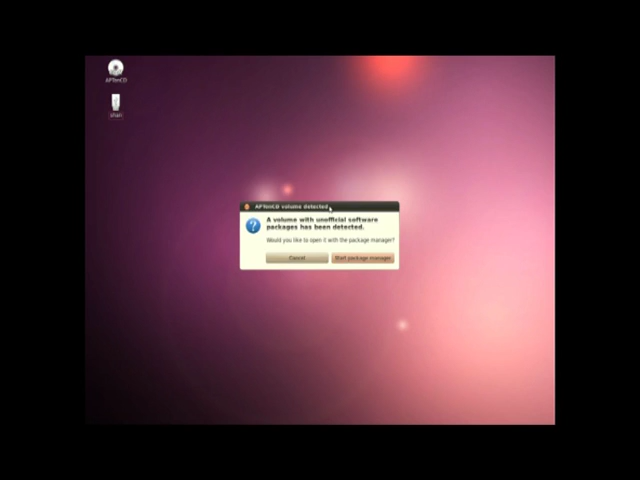 APTonCD
APTonCD volume detected
A volume with unofficial software
packages has been detected.
Would you like to open it with the package manager?
Cancel
Start package manager